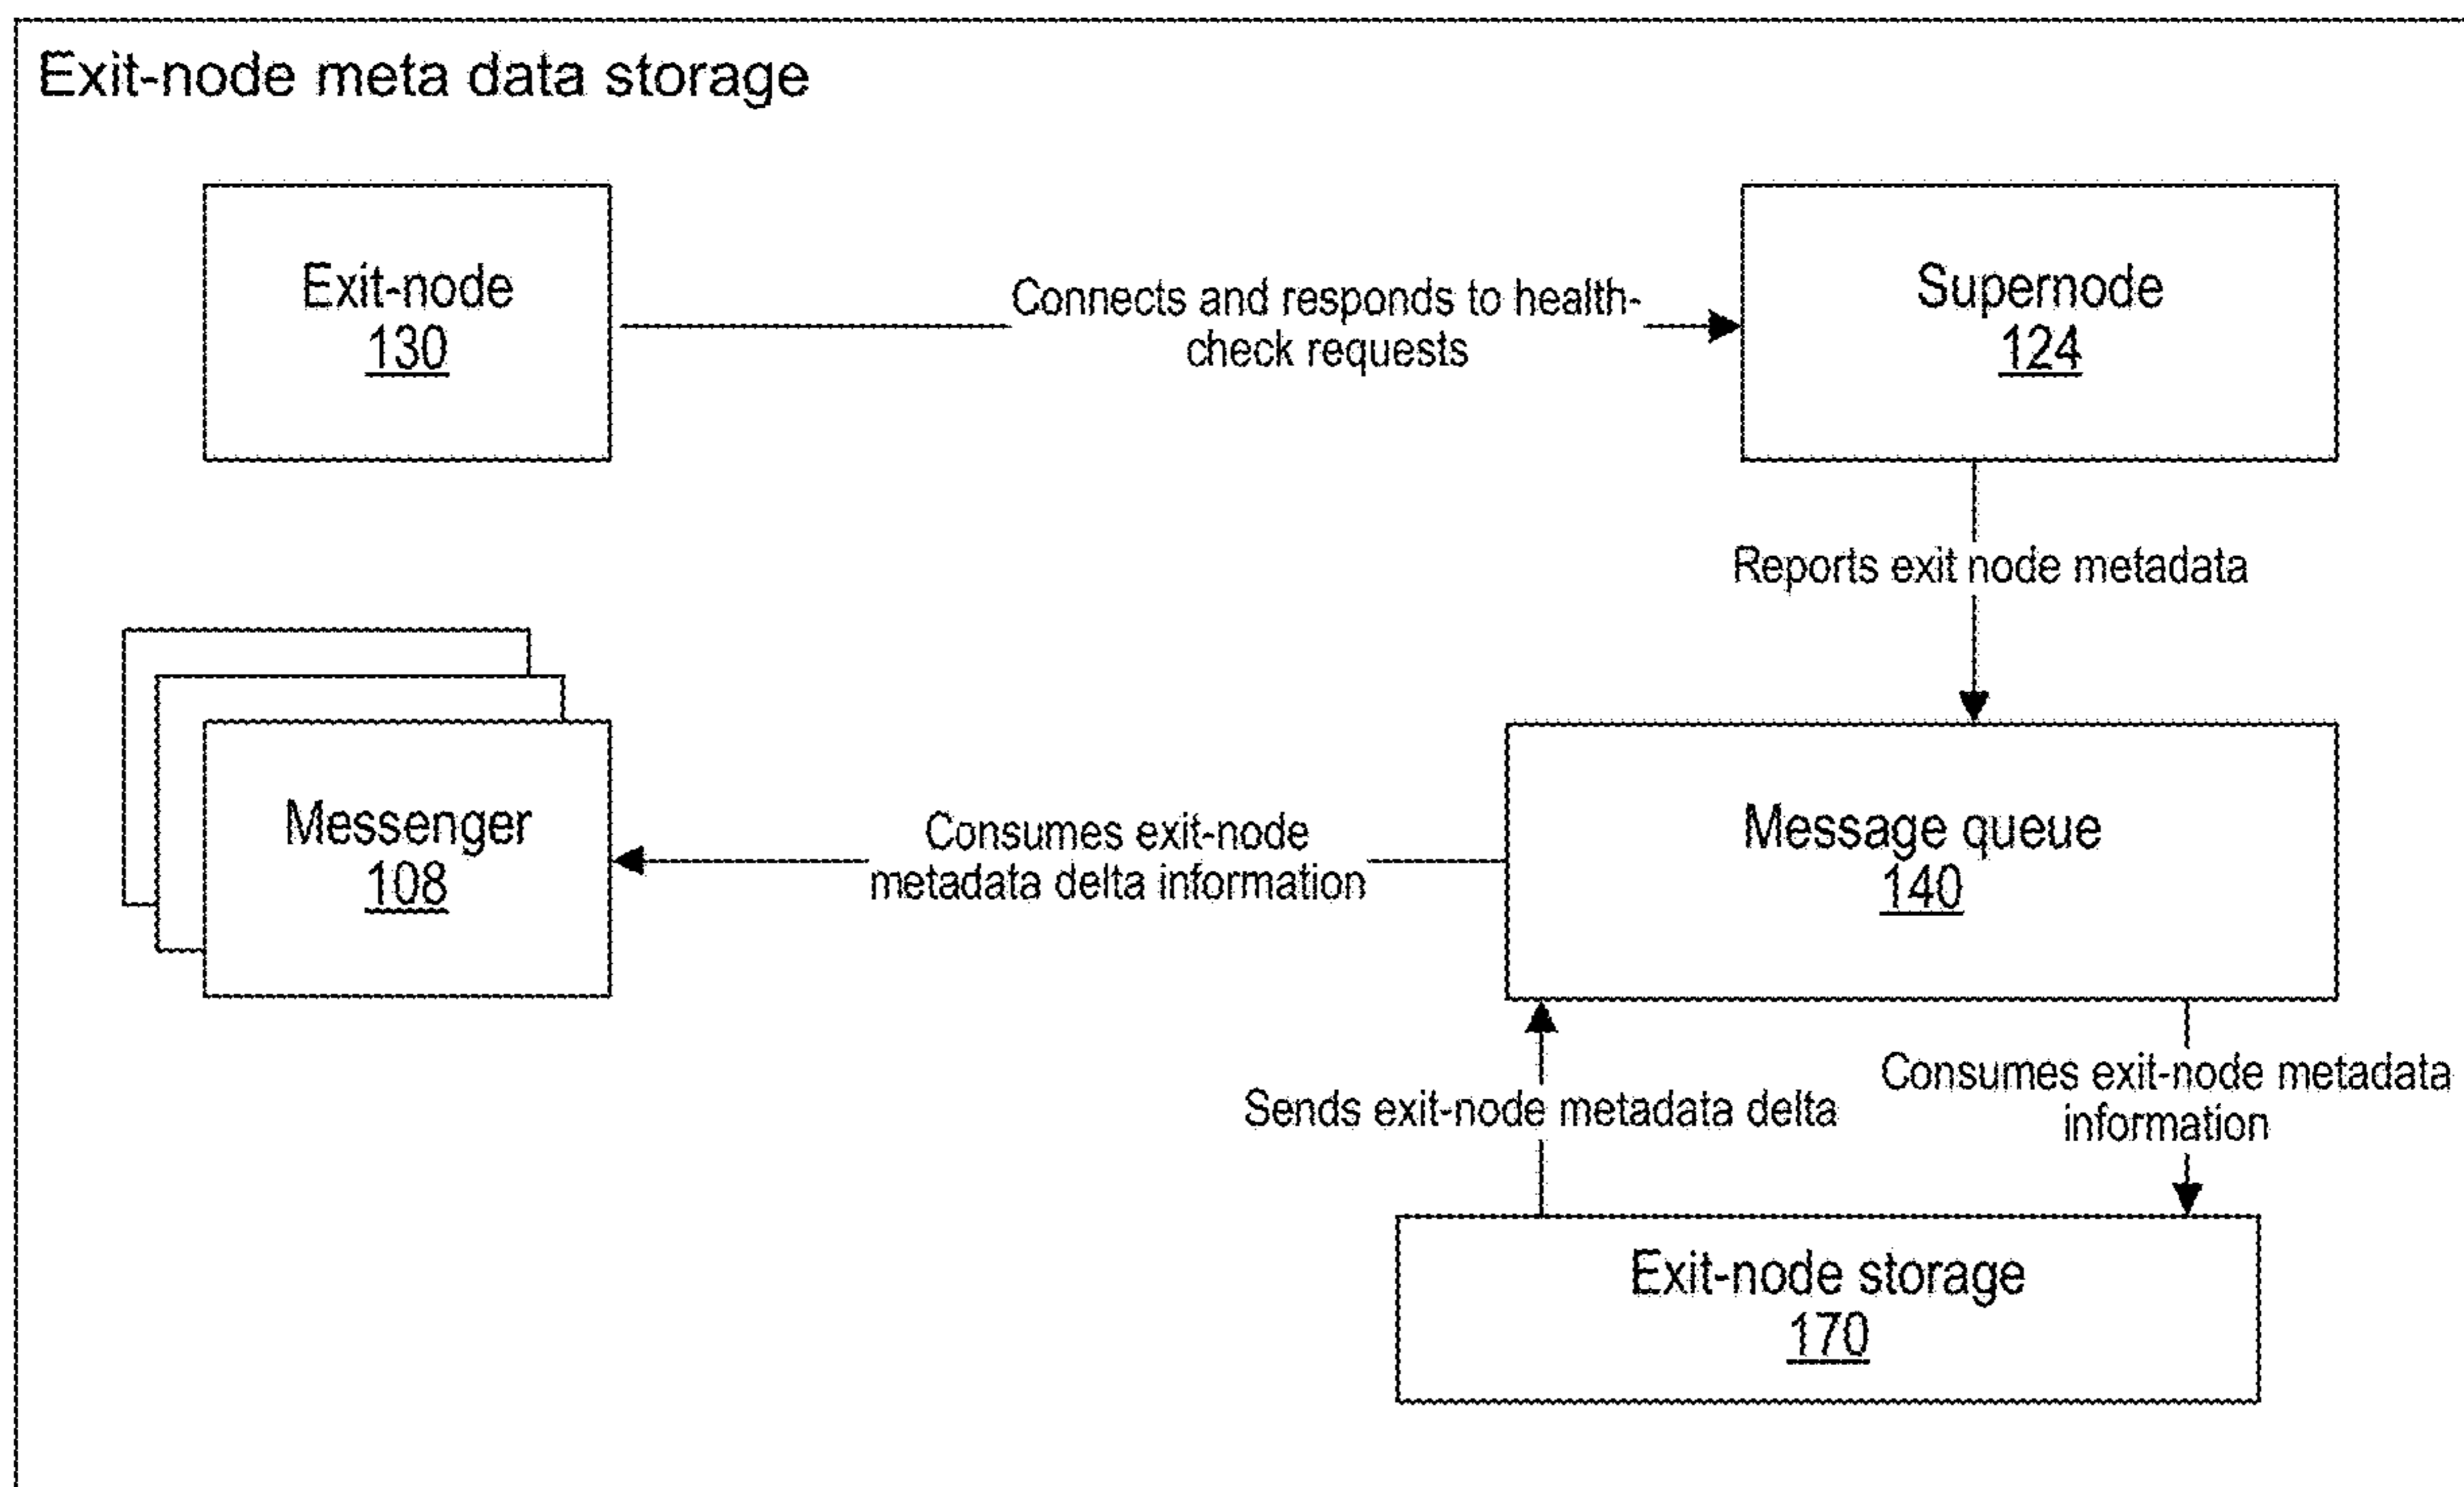 Exit-node meta data storage
Exit-node
130
Connects and responds to health-
check requests
Supernode
124
Reports exit node metadata
Messenger
108
Consumes exit-node
metadata delta information
Message queue
140
Sends exit-node metadata delta
Consumes exit-node metadata
information
Exit-node storage
170